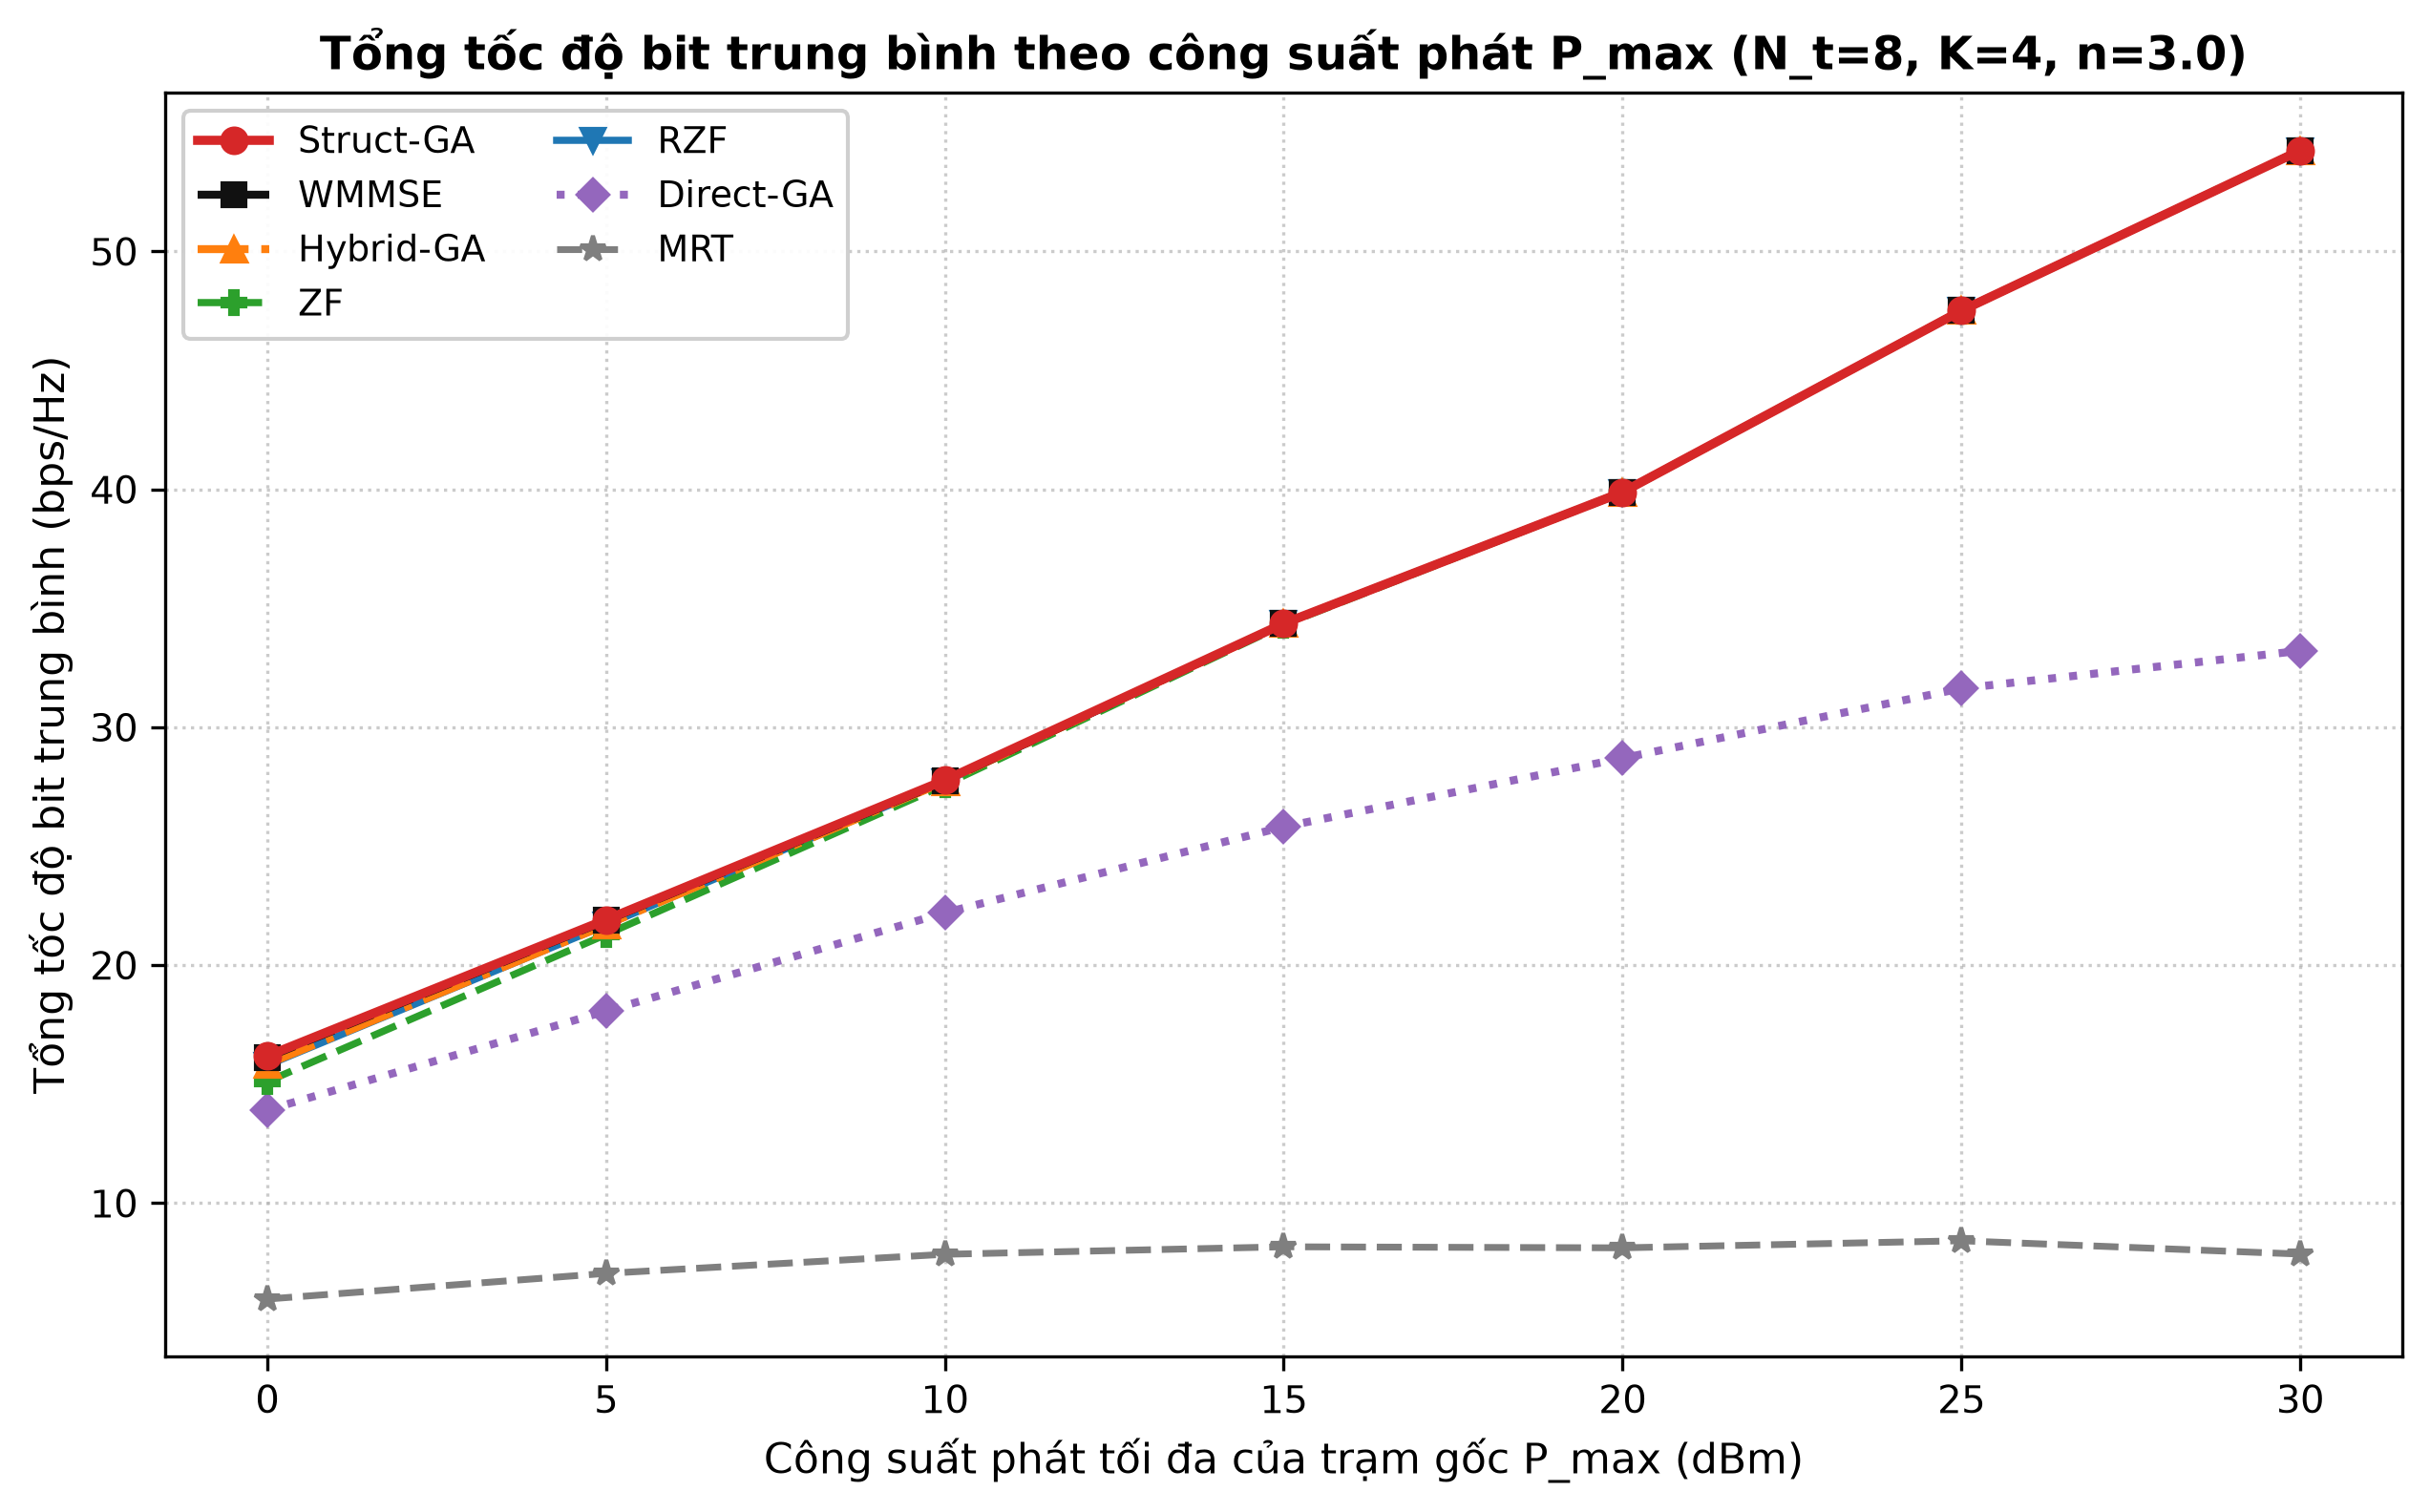 Tổng tốc độ bit trung bình theo công suất phát P_max (N_t=8, K=4, n=3.0)
Struct-GA
WMMSE
Hybrid-GA
ZF
RZF
Direct-GA
MRT
Tổng tốc độ bit trung bình (bps/Hz)
50
40
30
20
10
0
5
10
15
20
25
30
Công suất phát tối đa của trạm gốc P_max (dBm)